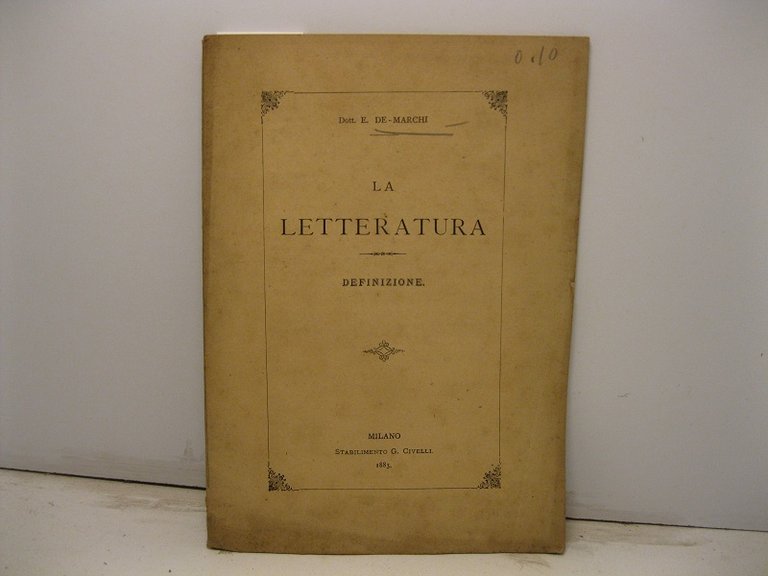 0.10
Dott. E. DE-MARCHI
LA
LETTERATURA
DEFINIZIONE.
MILANO
STABILIMENTO G. CIVELLI.
1883.